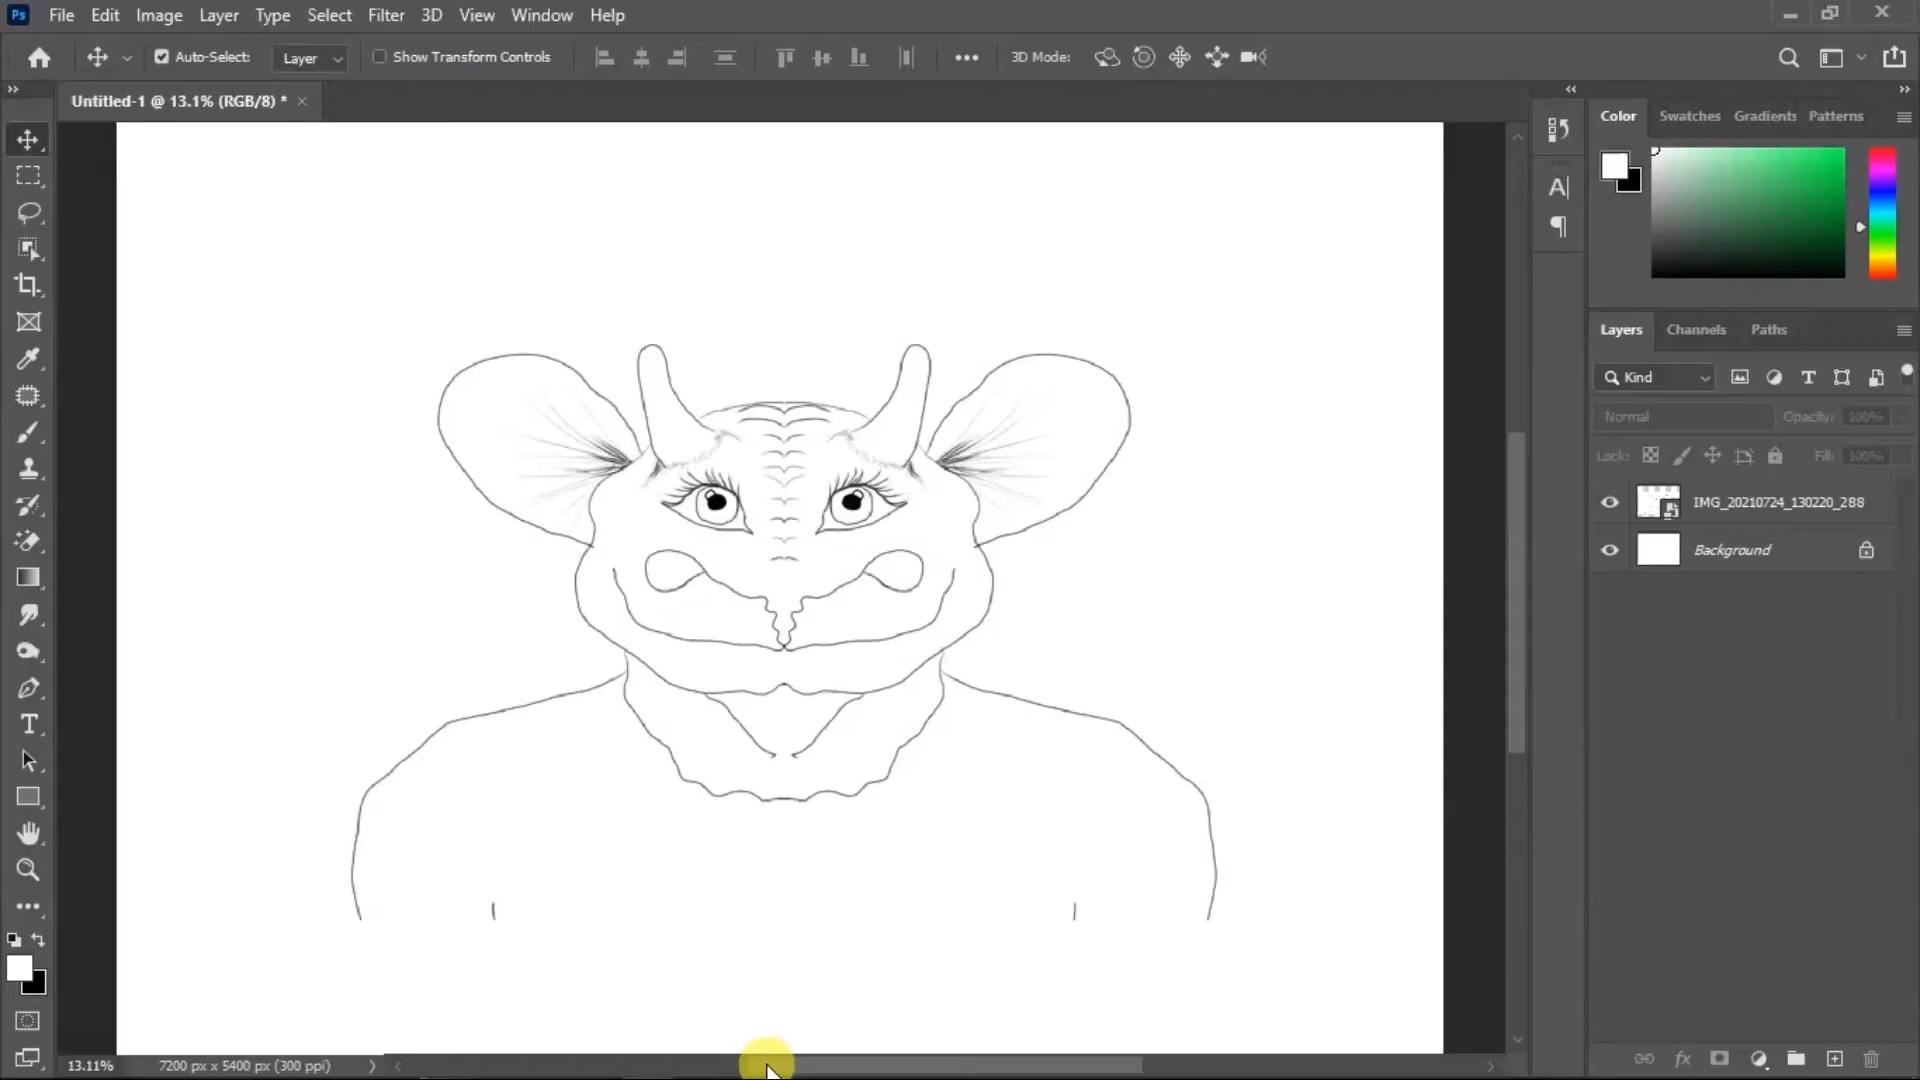 Ps File Edit Image Layer Type Select Filter 3D View Window Help
Auto-Select: Layer Show Transform Controls 3D Mode:
Untitled-1 @ 13.1% (RGB/8) *
Color Swatches Gradients Patterns
Layers Channels Paths
Kind
Normal Opacity: 100%
Lock: Fill: 100%
IMG_20210724_130220_288
Background
13.11% 7200 px x 5400 px (300 ppi)